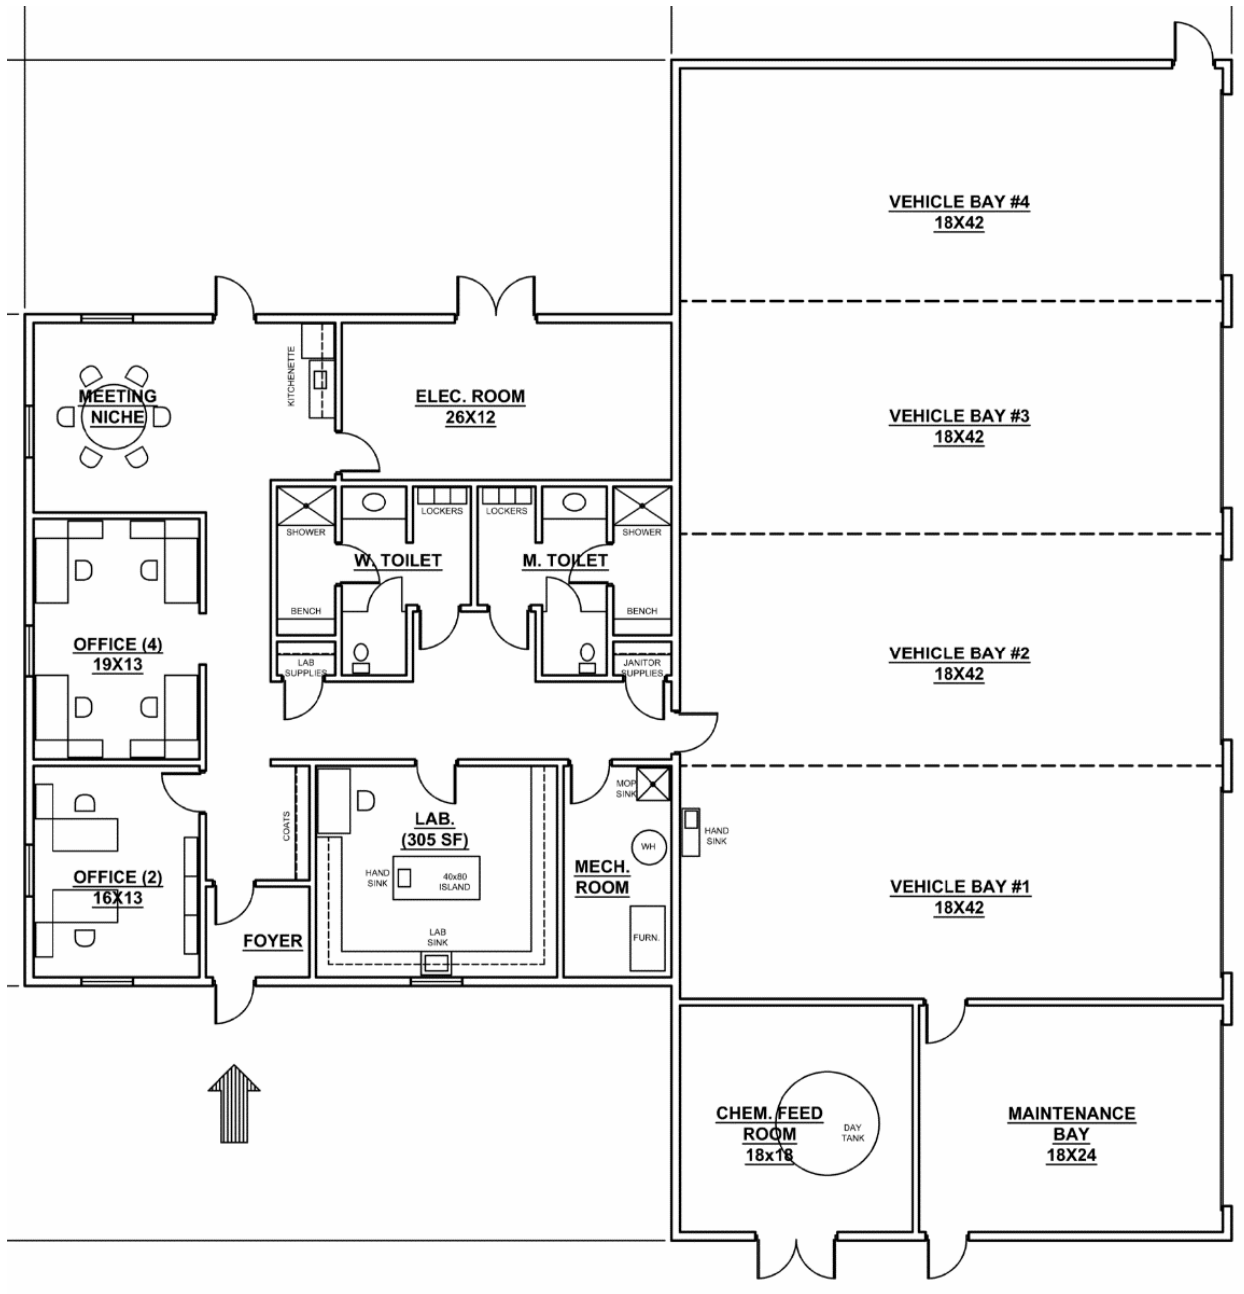 VEHICLE BAY #4
18X42
KITCHENETTE
MEETING
NICHE
ELEC. ROOM
26X12
VEHICLE BAY #3
18X42
LOCKERS
LOCKERS
SHOWER
SHOWER
W. TOILET
M. TOILET
BENCH
BENCH
OFFICE (4)
19X13
LAB
SUPPLIES
JANITOR
SUPPLIES
VEHICLE BAY #2
18X42
MOP
SINK
COATS
LAB.
(305 SF)
HAND
SINK
WH
HAND
SINK
40x80
ISLAND
MECH.
ROOM
OFFICE (2)
16X13
VEHICLE BAY #1
18X42
FOYER
LAB
SINK
FURN.
CHEM. FEED
ROOM
18x18
DAY
TANK
MAINTENANCE
BAY
18X24